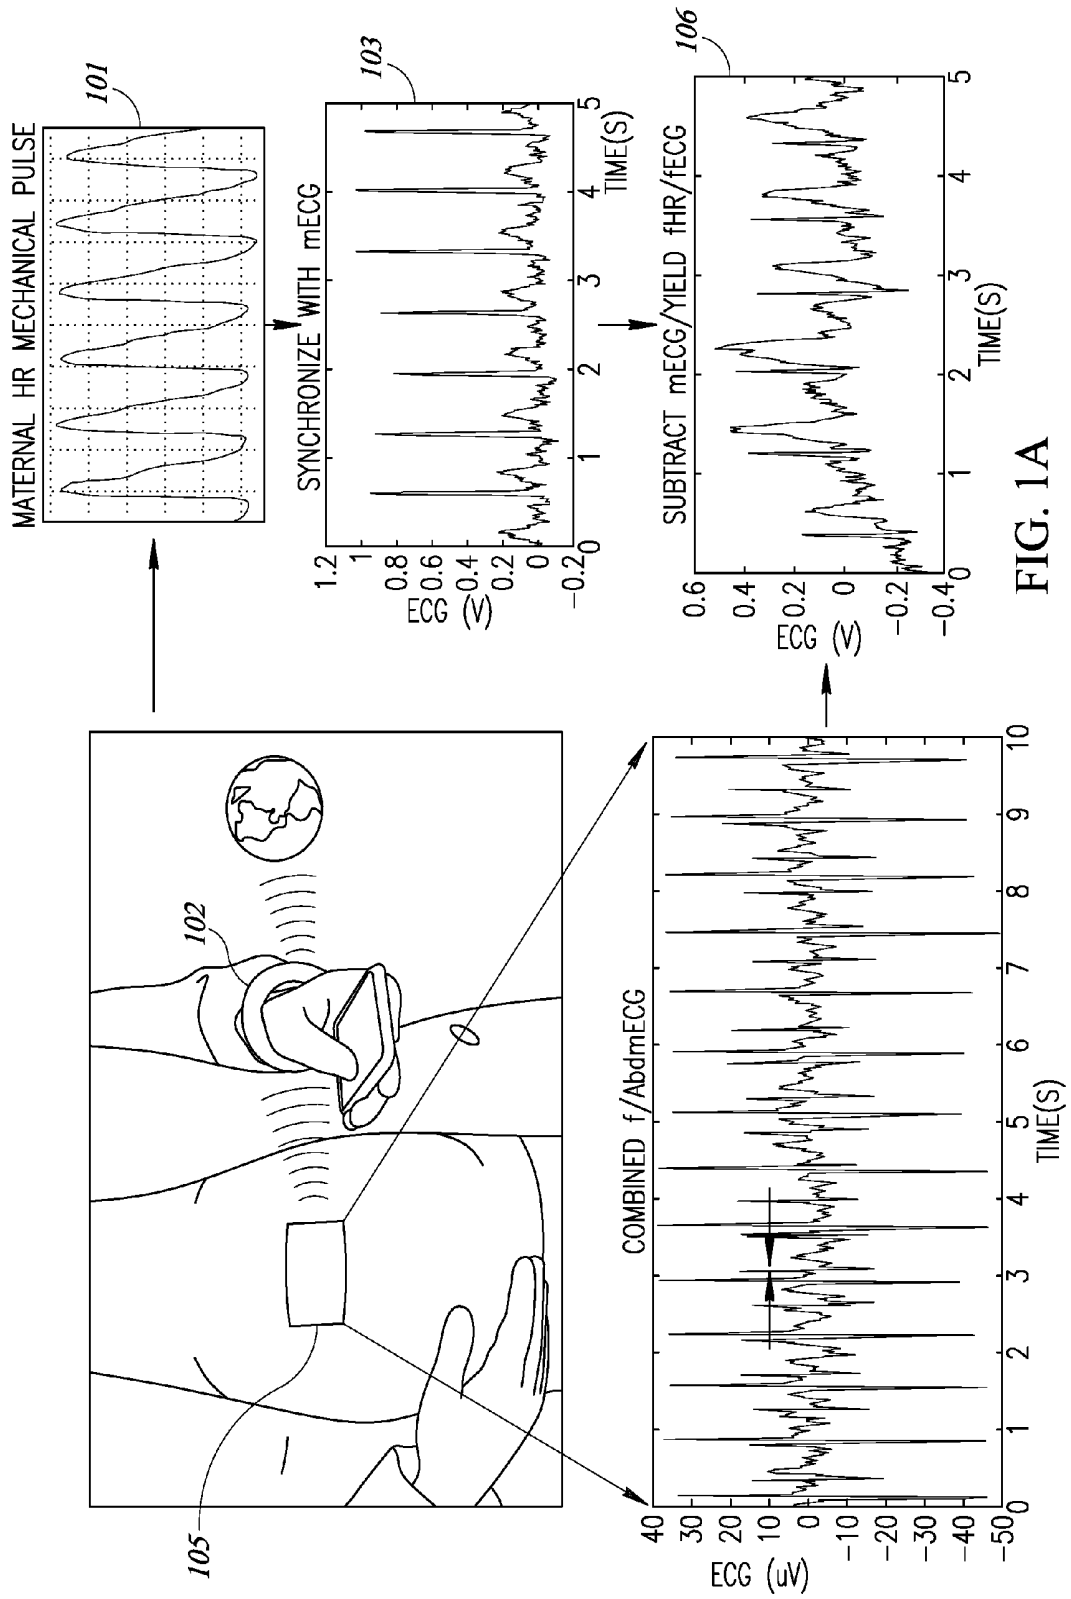 MATERNAL HR MECHANICAL PULSE
101
102
105
SYNCHRONIZE WITH mECG
103
1.2
1
0.8
0.6
0.4
0.2
0
-0.2
ECG (V)
0 1 2 3 4 5
TIME(S)
COMBINED f/AbdmECG
40
30
20
10
0
-10
-20
-30
-40
-50
ECG (uV)
0 1 2 3 4 5 6 7 8 9 10
TIME(S)
SUBTRACT mECG/YIELD fHR/fECG
106
0.6
0.4
0.2
0
-0.2
-0.4
ECG (V)
0 1 2 3 4 5
TIME(S)
FIG. 1A